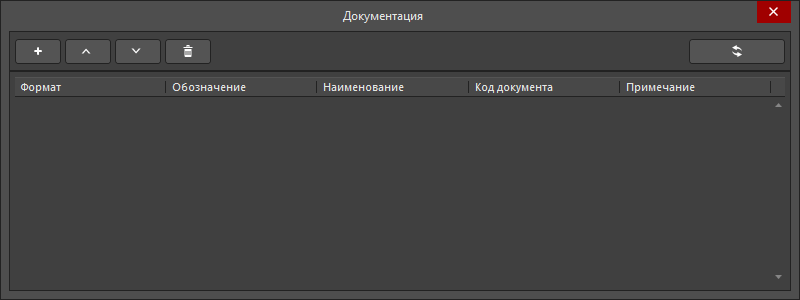 Документация
Формат Обозначение Наименование Код документа Примечание